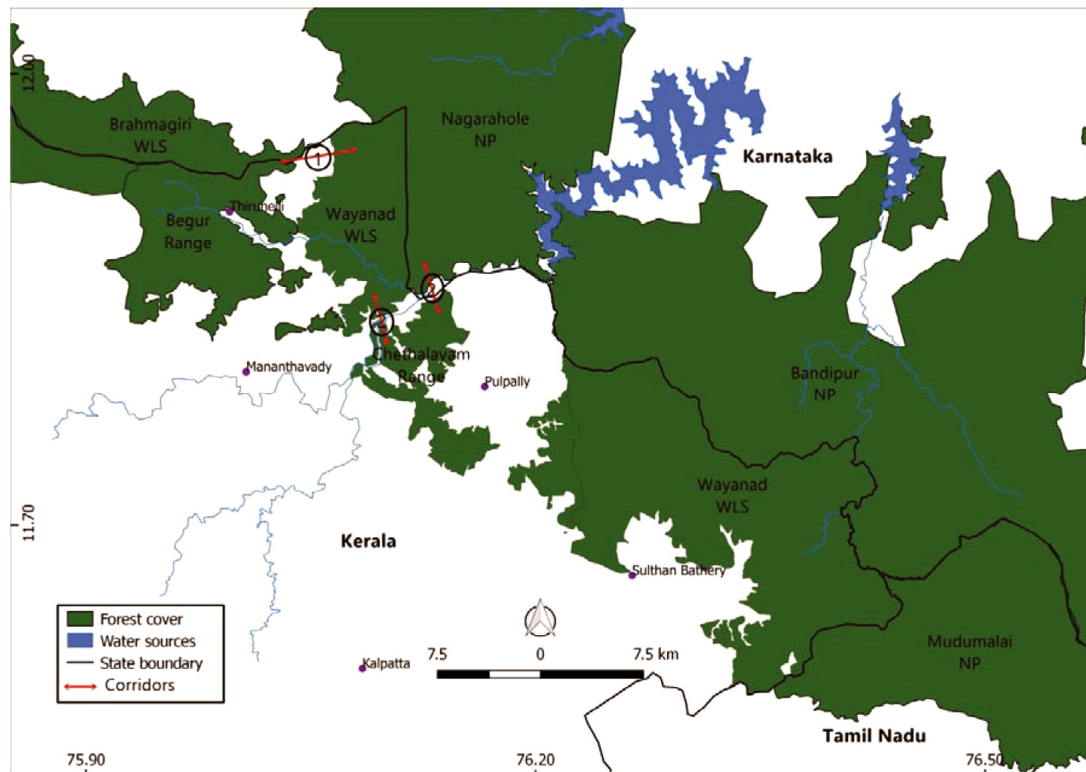 12.00
Brahmagiri
WLS
Nagarahole
NP
1
Karnataka
Thirunelli
Begur
Range
Wayanad
WLS
Chethalayam
Range
Mananthavady
Pulpally
Bandipur
NP
Wayanad
WLS
11.70
Kerala
Sulthan Bathery
Forest cover
Water sources
State boundary
Corridors
Mudumalai
NP
7.5
0
7.5 km
Kalpatta
Tamil Nadu
75.90
76.20
76.50